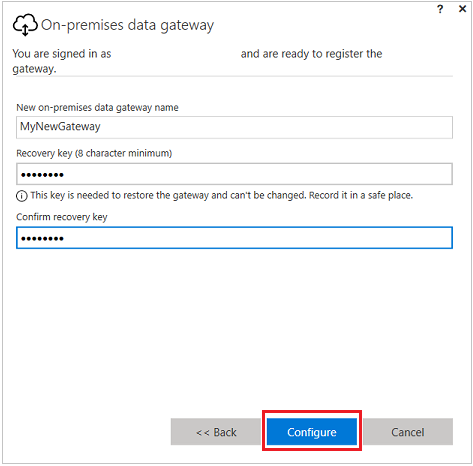 ? ×
On-premises data gateway
You are signed in as and are ready to register the
gateway.
New on-premises data gateway name
MyNewGateway
Recovery key (8 character minimum)
••••••••
This key is needed to restore the gateway and can't be changed. Record it in a safe place.
Confirm recovery key
••••••••
<< Back Configure Cancel